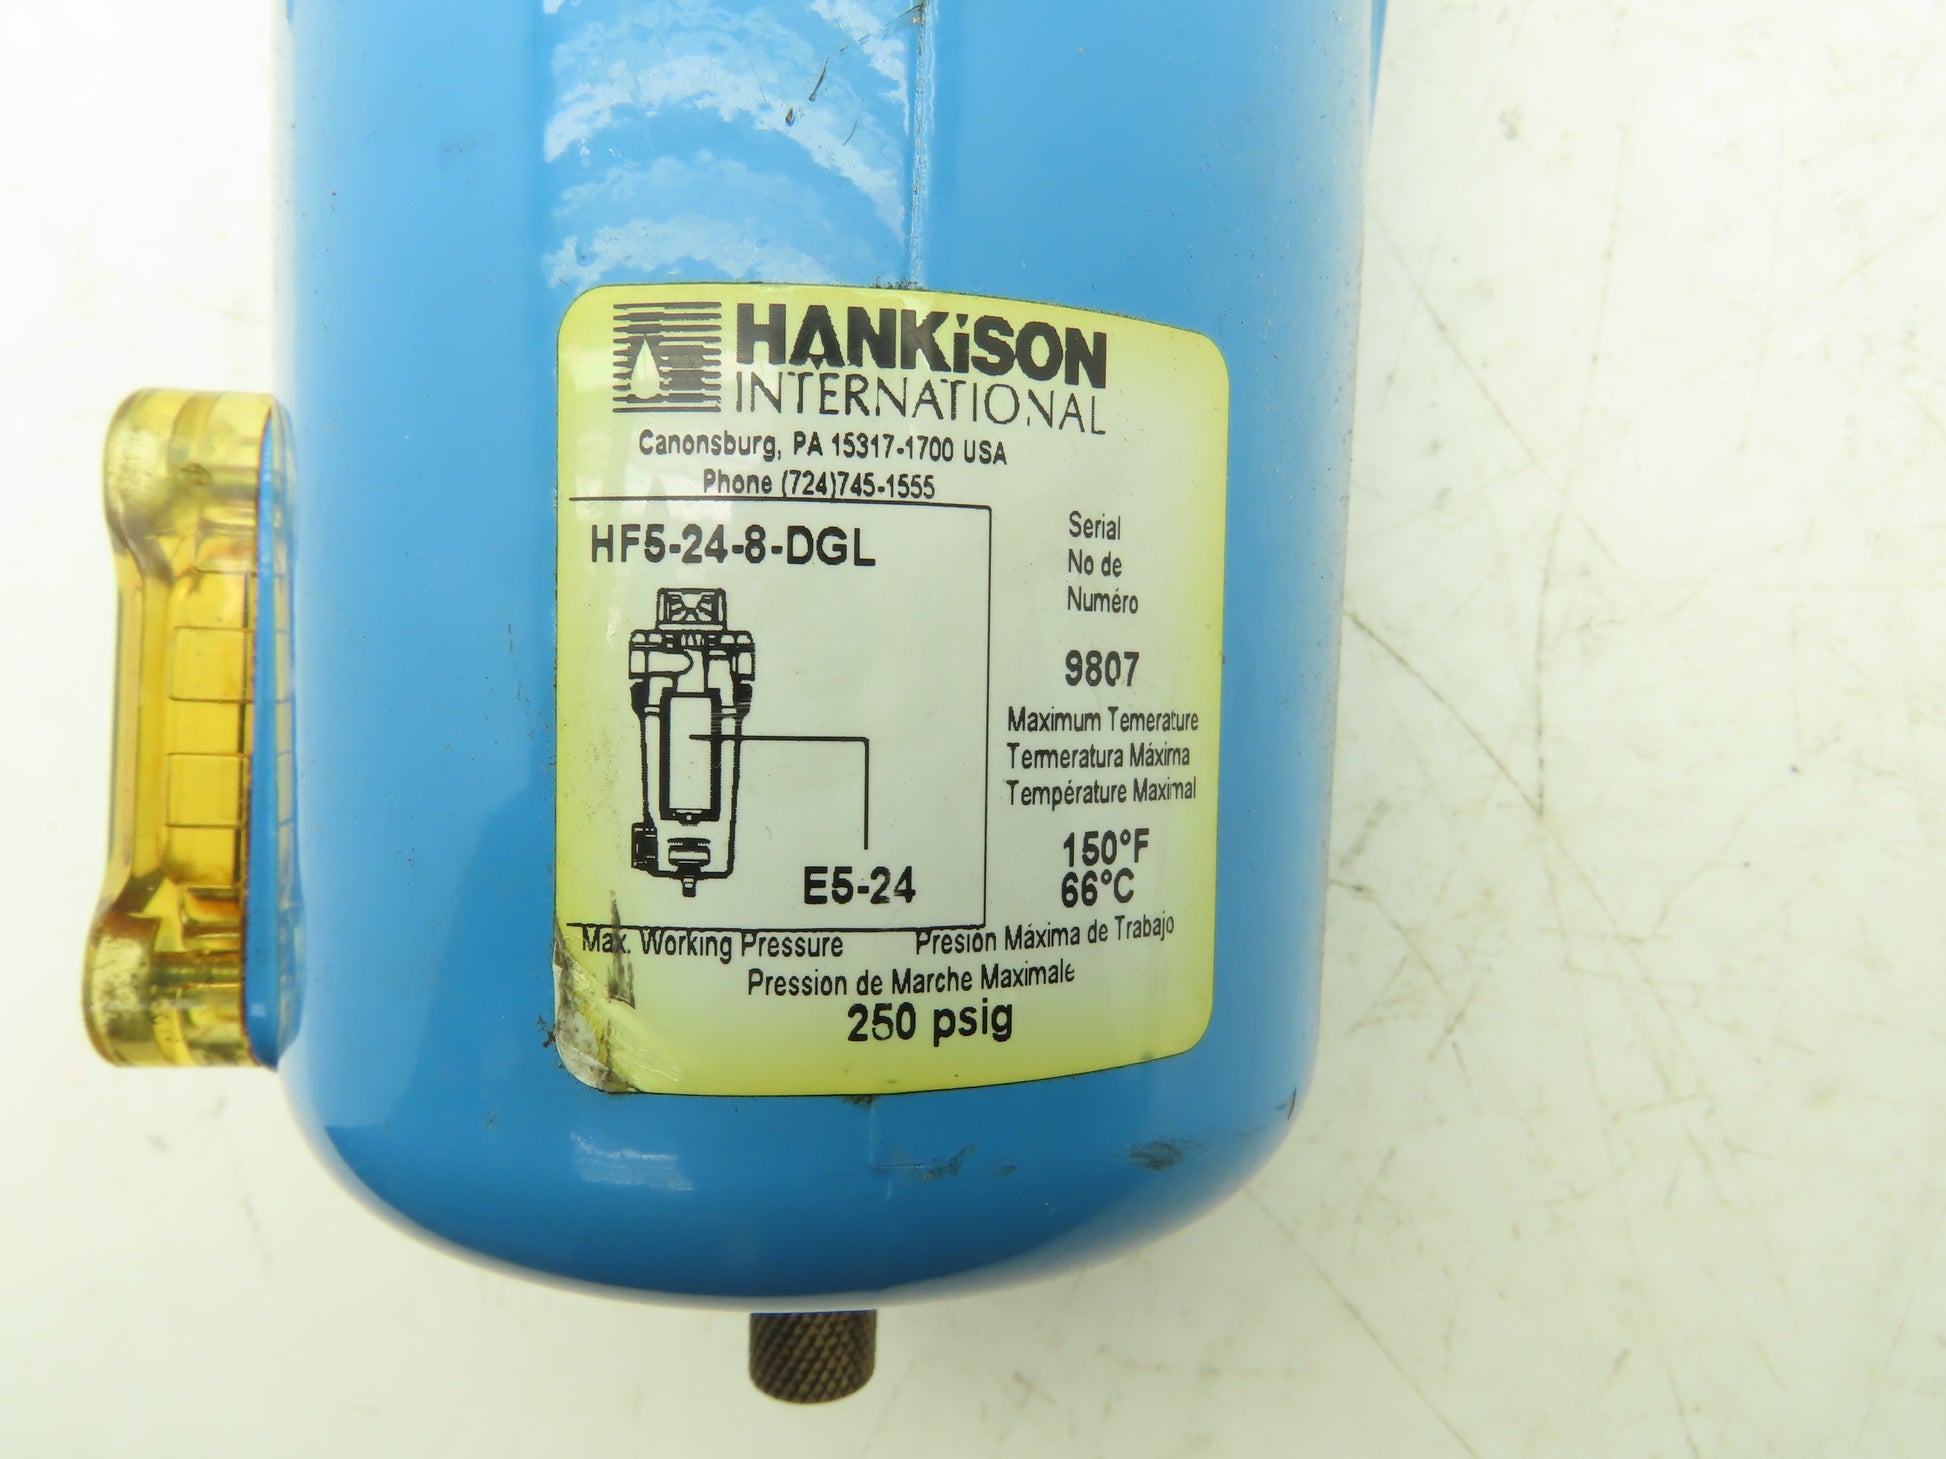 HANKiSON
INTERNATIONAL
Canonsburg, PA 15317-1700 USA
Phone (724)745-1555
HF5-24-8-DGL
E5-24
Serial
No de
Numéro
9807
Maximum Temerature
Termeratura Máxima
Température Maximal
150°F
66°C
Max. Working Pressure Presión Máxima de Trabajo
Pression de Marche Maximale
250 psig